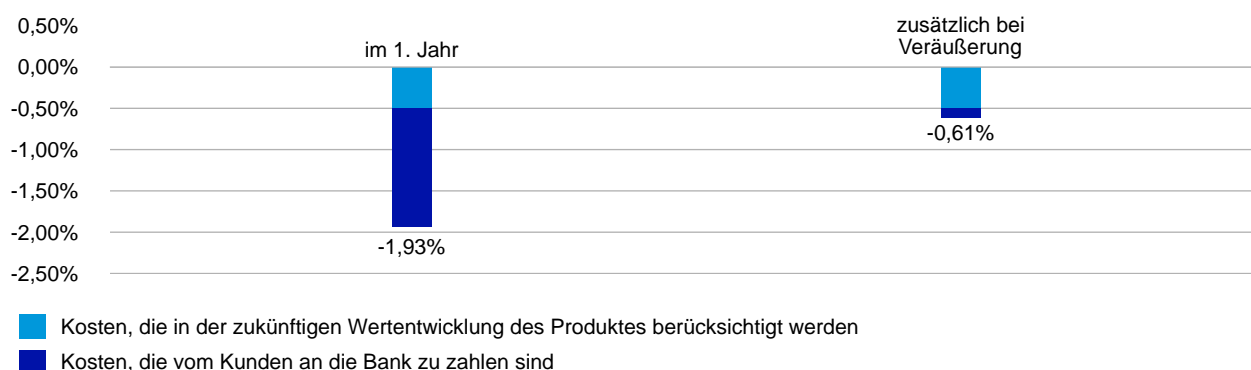 0,50%
im 1. Jahr
zusätzlich bei
Veräußerung
0,00%
-0,50%
-0,61%
-1,00%
-1,50%
-2,00%
-1,93%
-2,50%
Kosten, die in der zukünftigen Wertentwicklung des Produktes berücksichtigt werden
Kosten, die vom Kunden an die Bank zu zahlen sind